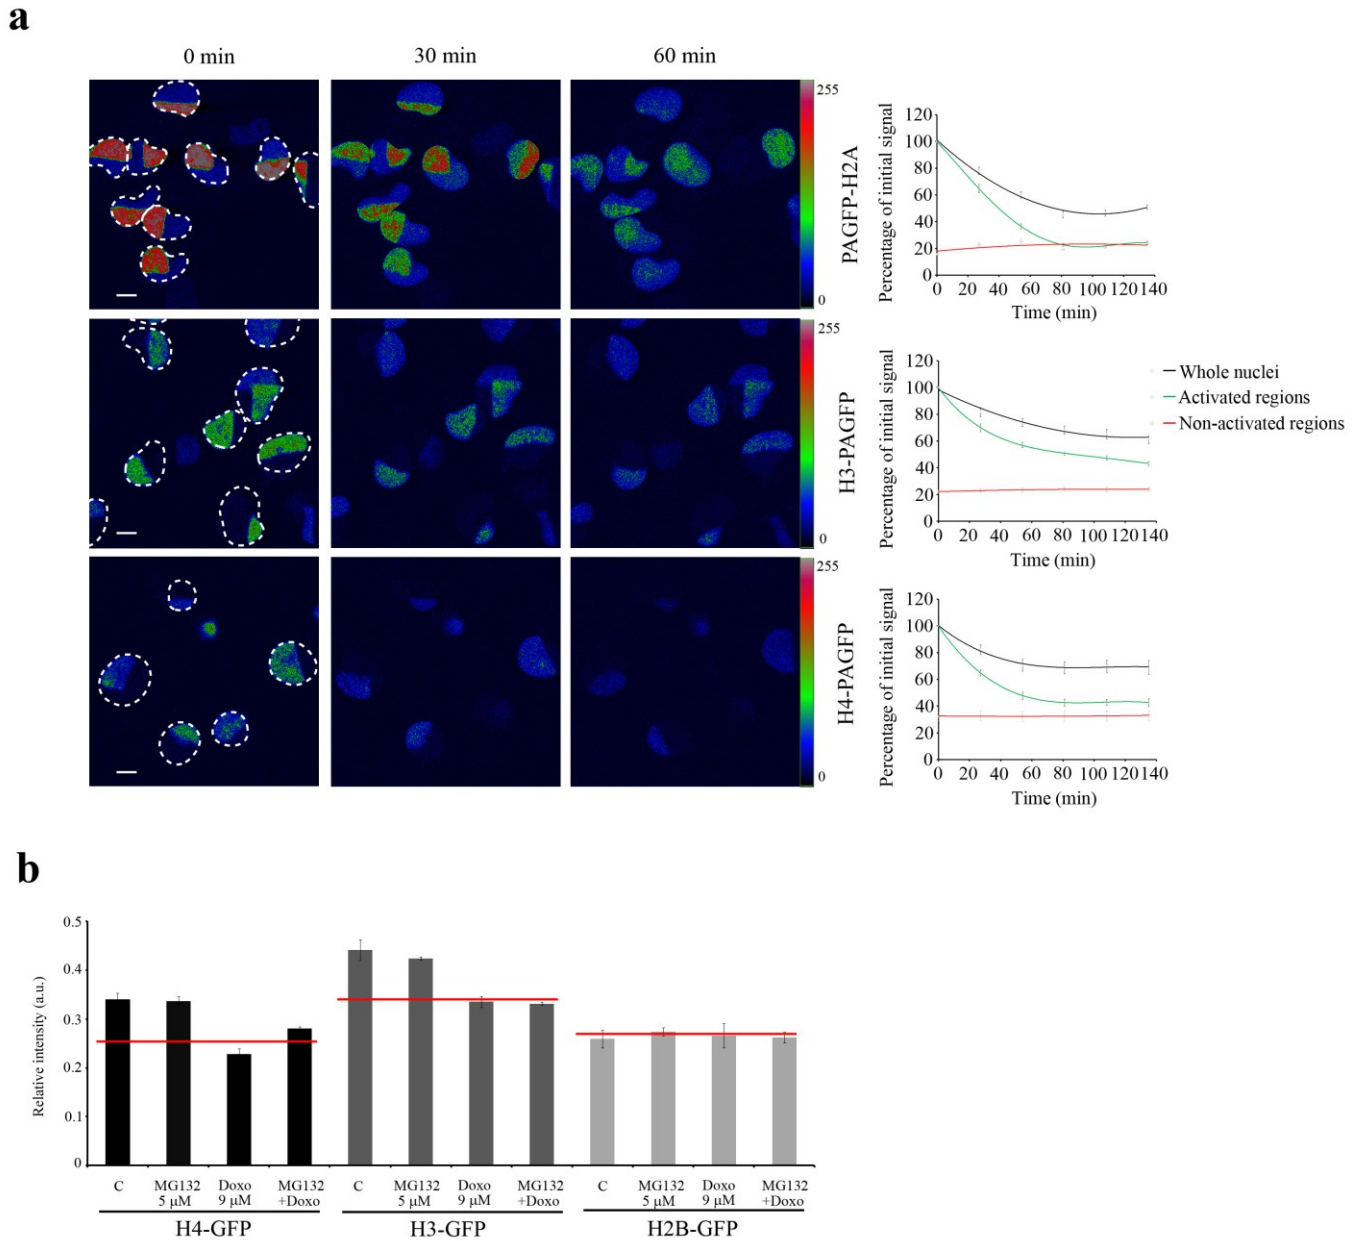 a
0 min
30 min
60 min
255
0
PAGFP-H2A
Percentage of initial signal
120
100
80
60
40
20
0
0 20 40 60 80 100 120 140
Time (min)
255
0
H3-PAGFP
Percentage of initial signal
120
100
80
60
40
20
0
0 20 40 60 80 100 120 140
Time (min)
Whole nuclei
Activated regions
Non-activated regions
255
0
H4-PAGFP
Percentage of initial signal
120
100
80
60
40
20
0
0 20 40 60 80 100 120 140
Time (min)
b
Relative intensity (a.u.)
0.5
0.4
0.3
0.2
0.1
0
C MG132 Doxo MG132 C MG132 Doxo MG132 C MG132 Doxo MG132
5 µM 9 µM +Doxo 5 µM 9 µM +Doxo 5 µM 9 µM +Doxo
H4-GFP H3-GFP H2B-GFP